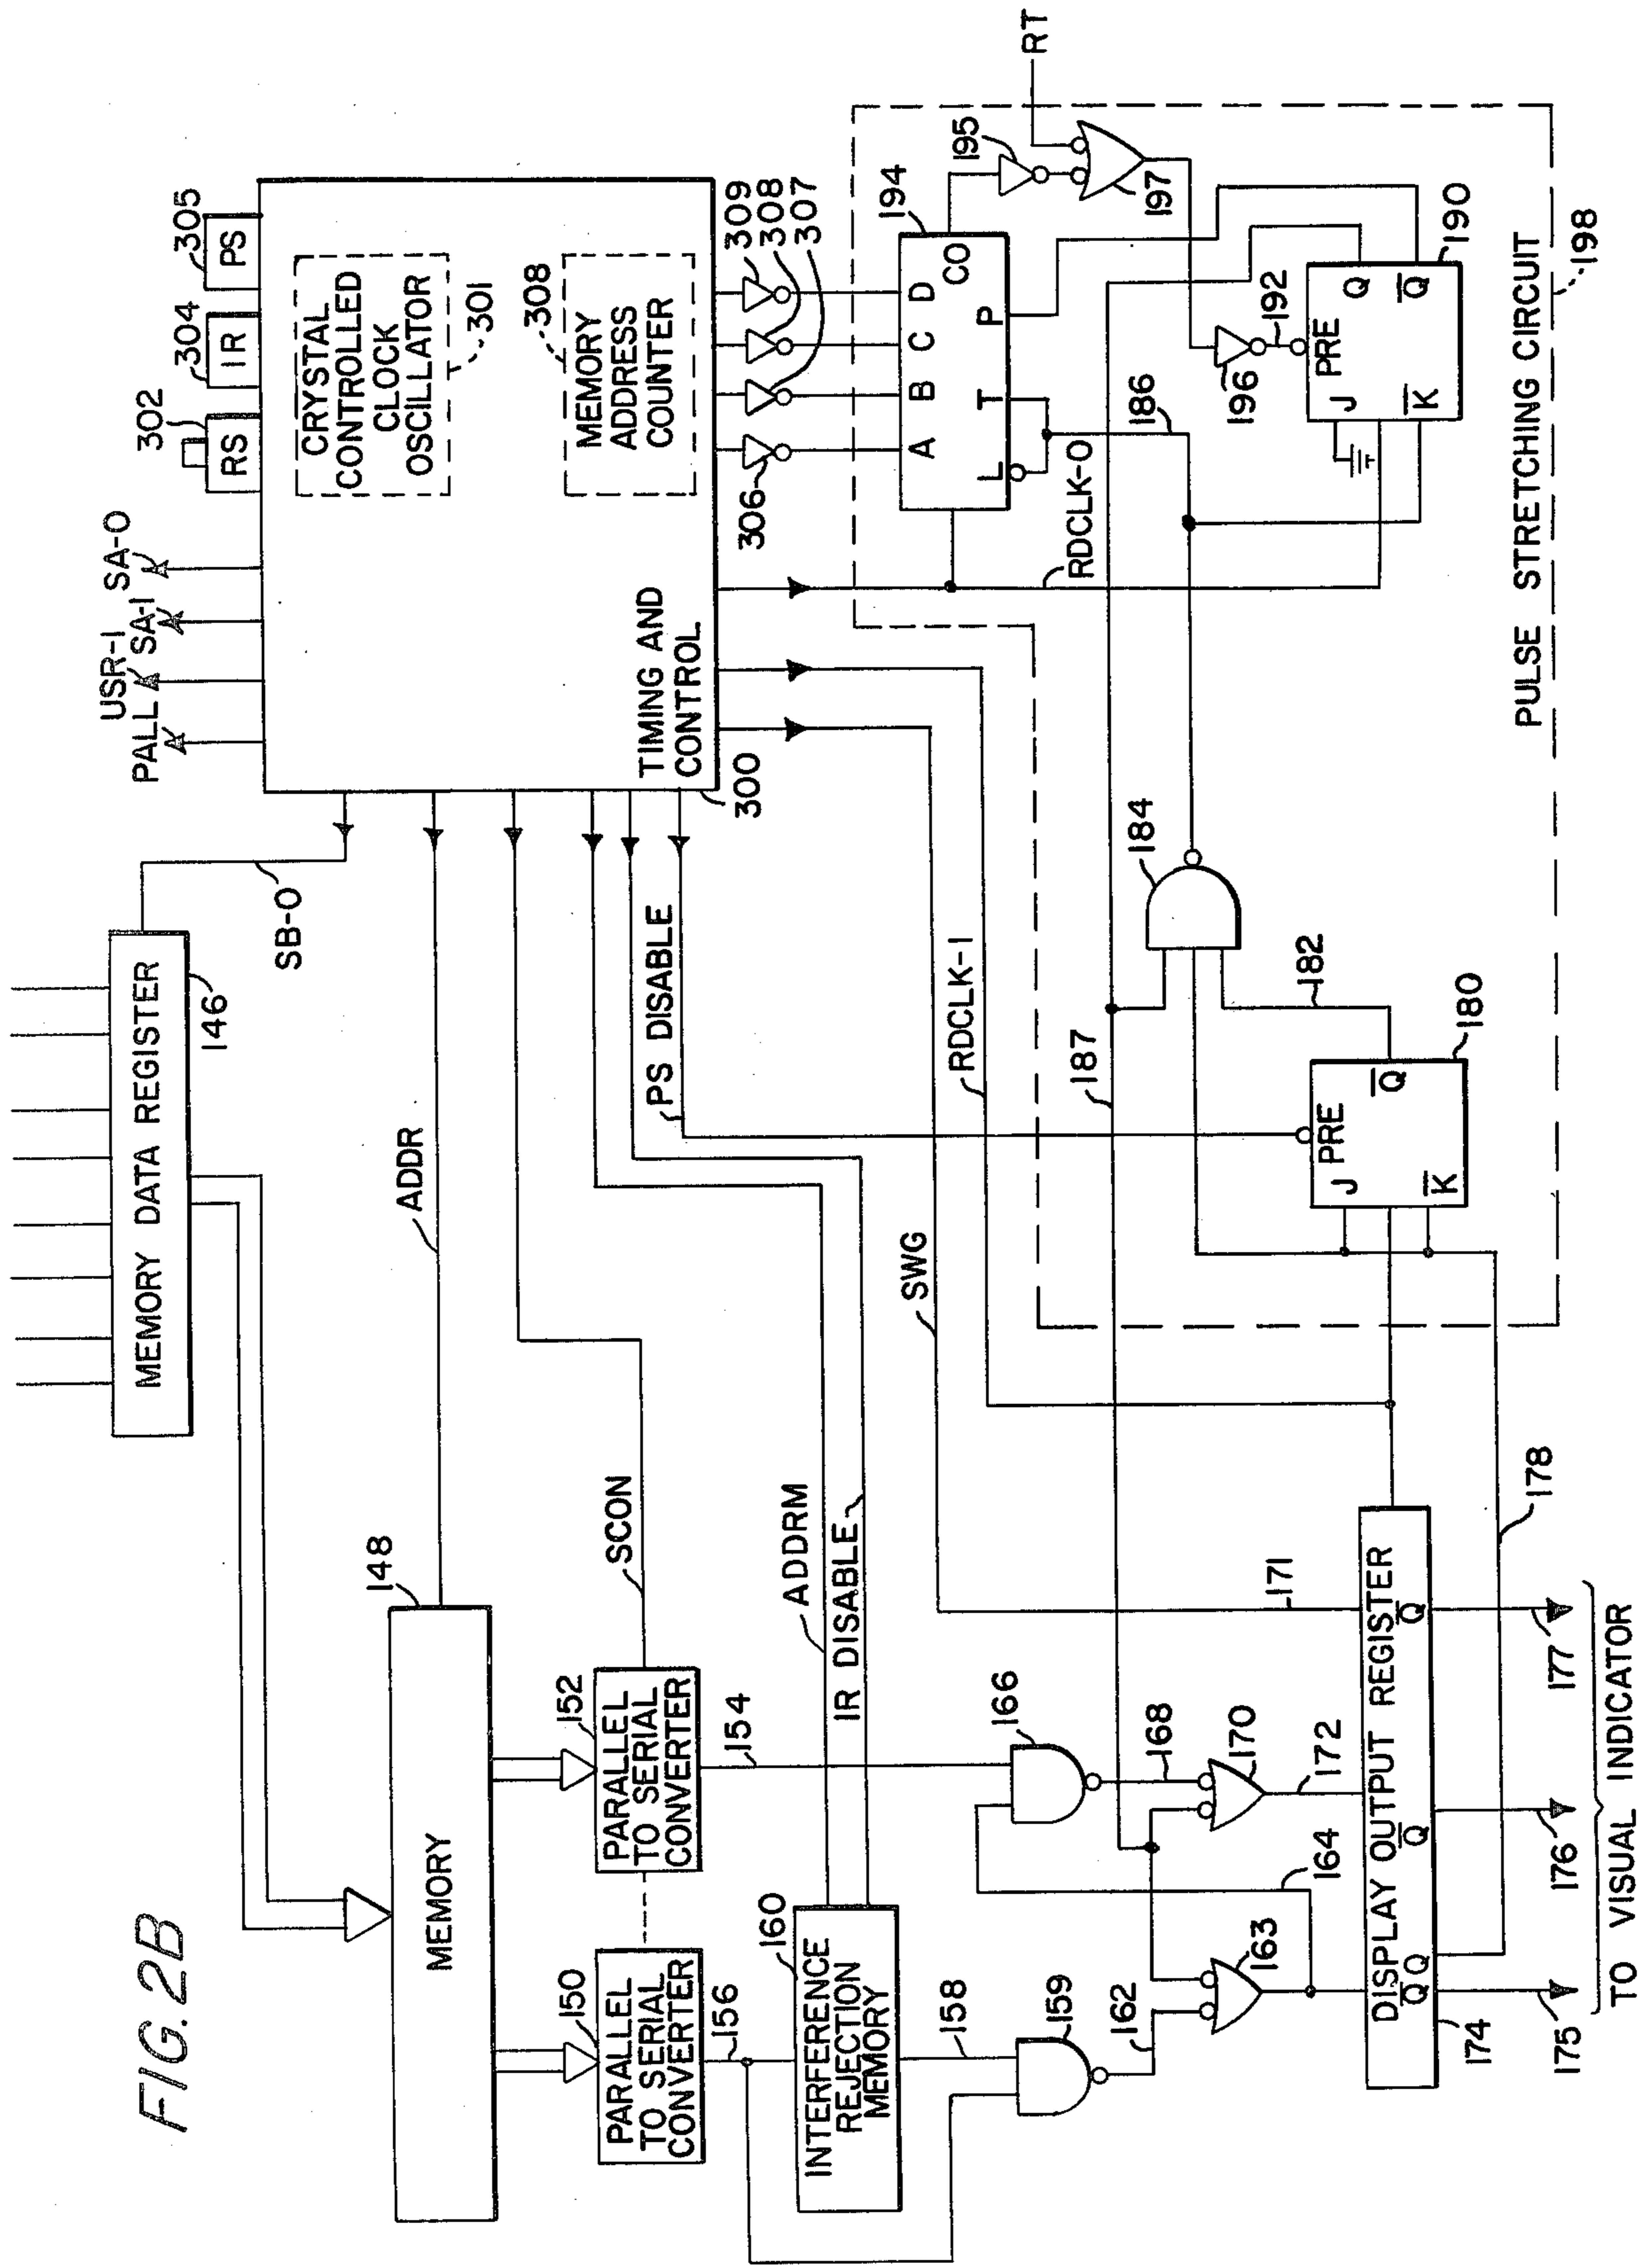 FIG. 2B
MEMORY DATA REGISTER
146
SB-0
USR-1
PALL
SA-1
SA-0
302
RS
304
IR
305
PS
CRYSTAL
CONTROLLED
CLOCK
OSCILLATOR
301
308
MEMORY
ADDRESS
COUNTER
TIMING AND
CONTROL
300
306
309
308
307
148
MEMORY
ADDR
150
PARALLEL
TO SERIAL
CONVERTER
152
PARALLEL
TO SERIAL
CONVERTER
SCON
156
154
160
INTERFERENCE
REJECTION
MEMORY
ADDRM
IR DISABLE
PS DISABLE
158
159
162
163
164
166
168
170
172
SWG
171
RDCLK-1
187
DISPLAY OUTPUT REGISTER
Q
Q
Q
Q
174
175
176
177
178
TO VISUAL INDICATOR
J
PRE
K
Q
180
182
184
186
RDCLK-0
194
A B C D
CO
L T P
195
197
RT
196
192
J
PRE
K
Q
Q
190
PULSE STRETCHING CIRCUIT
198